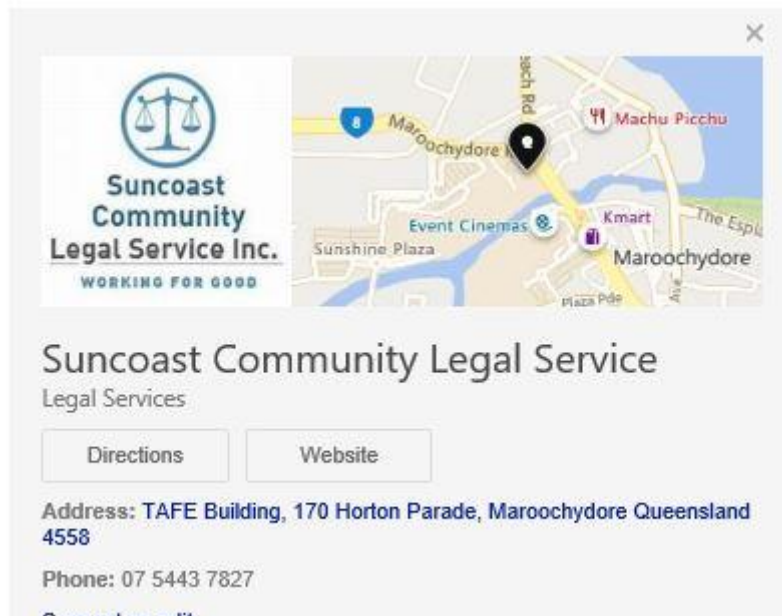 ×
Suncoast
Community
Legal Service Inc.
WORKING FOR GOOD
8
Maroochydore
Machu Picchu
Event Cinemas
Kmart
The Espl
Sunshine Plaza
Maroochydore
Plaza Pde
Ave
Suncoast Community Legal Service
Legal Services
Directions
Website
Address: TAFE Building, 170 Horton Parade, Maroochydore Queensland
4558
Phone: 07 5443 7827